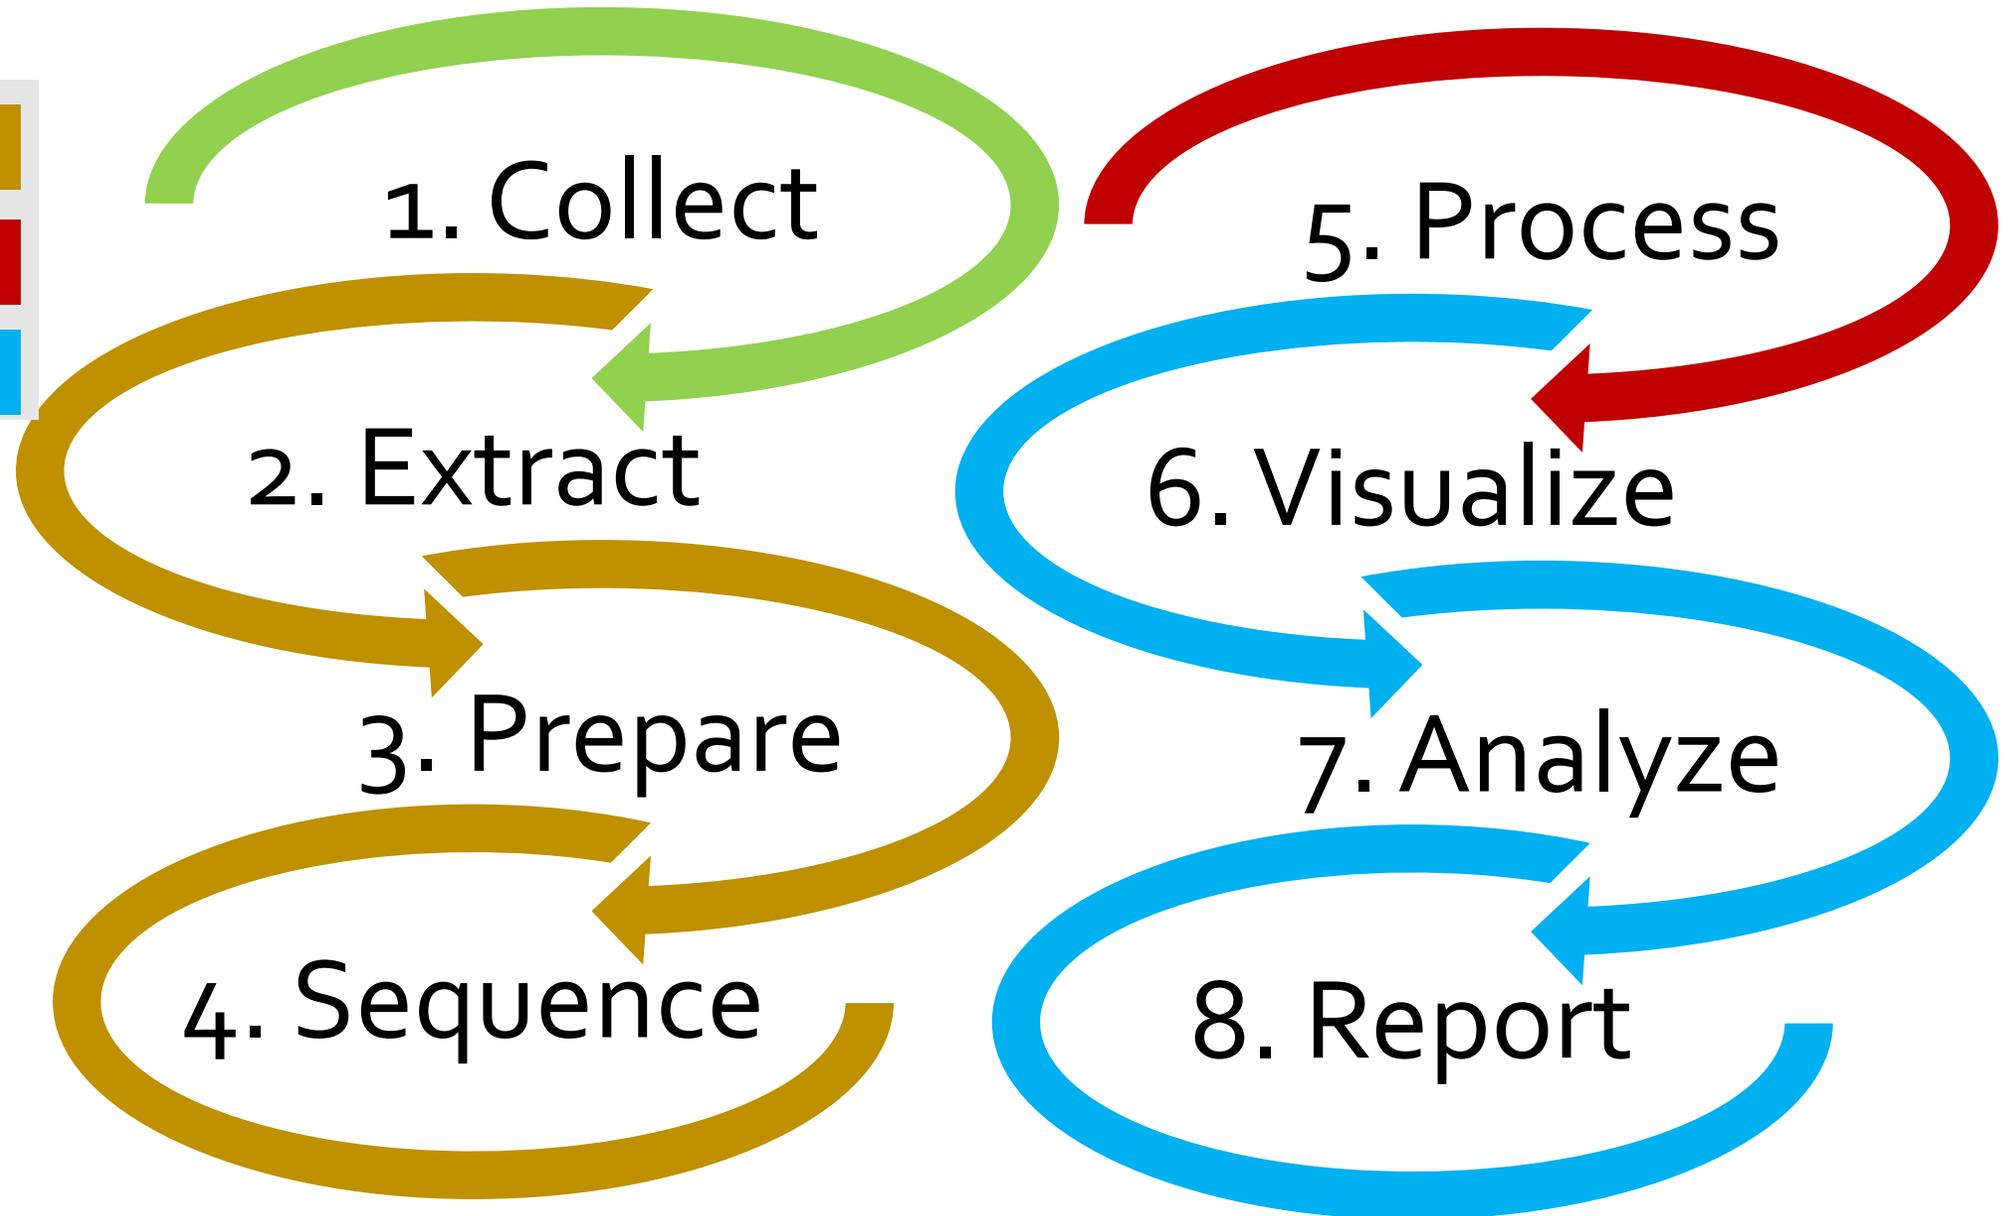 1. Collect
2. Extract
3. Prepare
4. Sequence
5. Process
6. Visualize
7. Analyze
8. Report